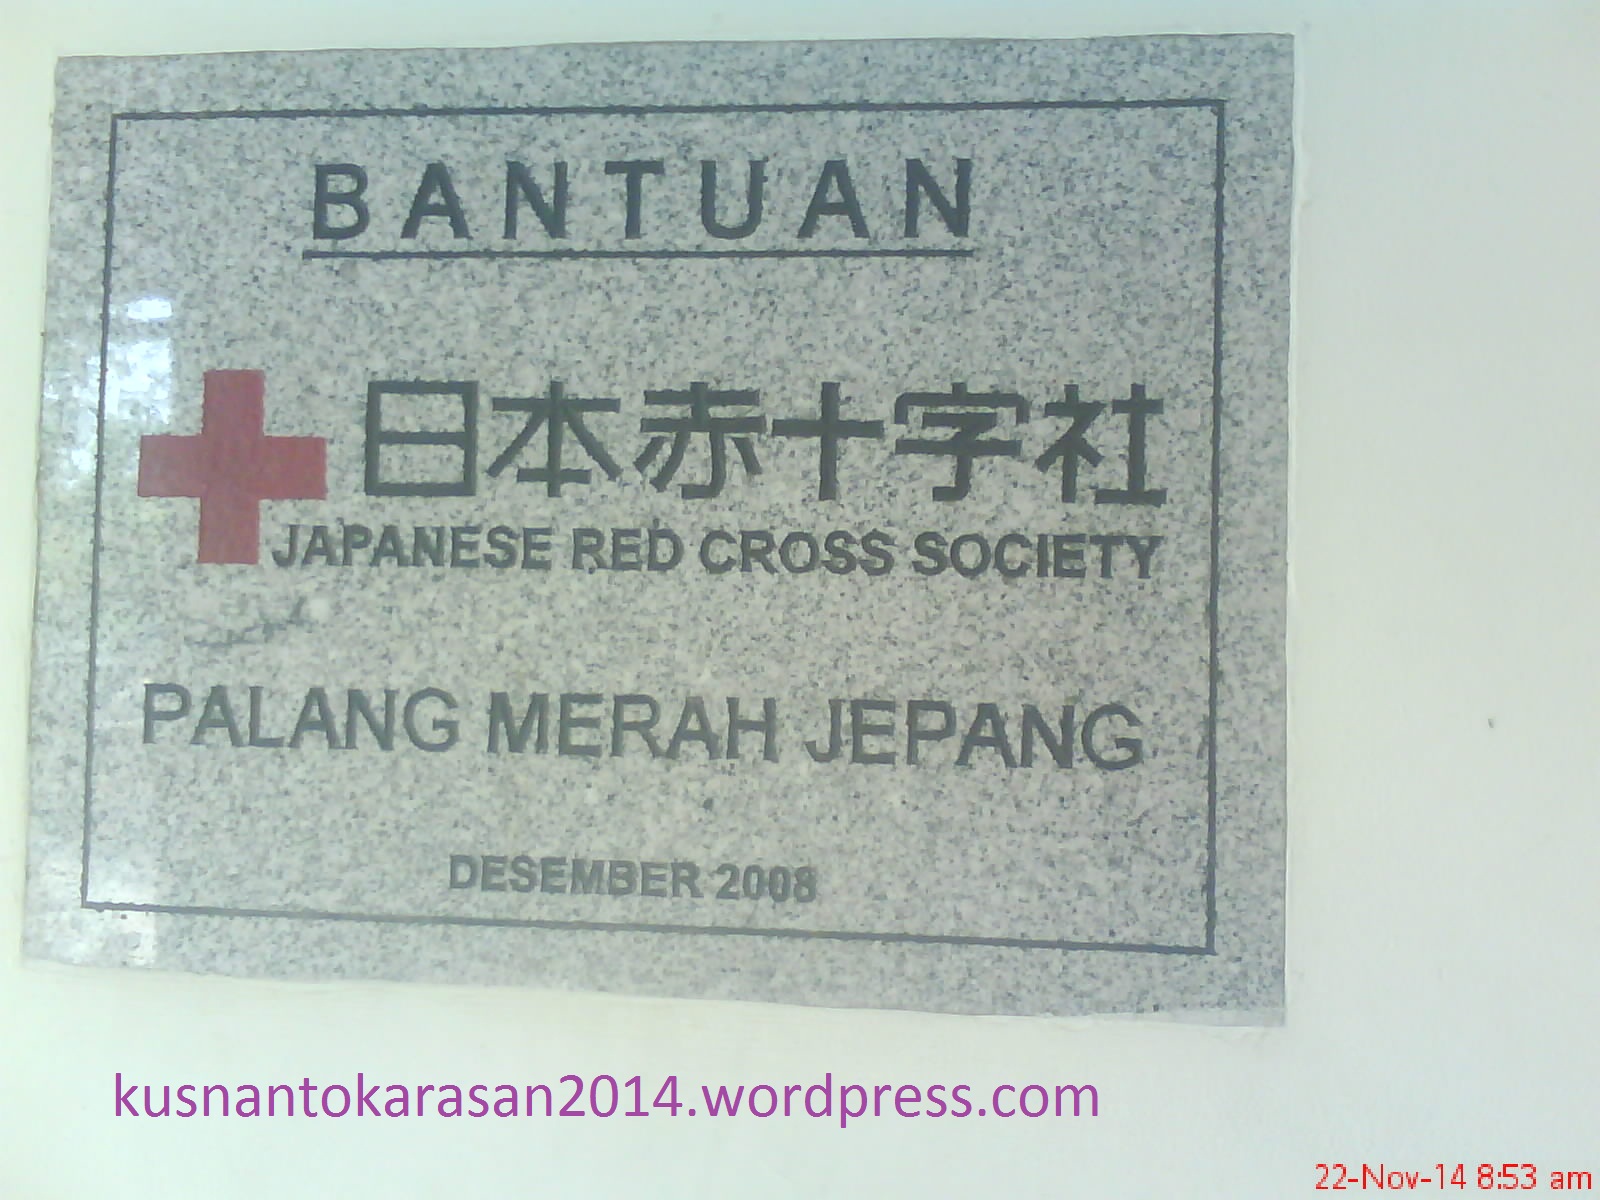 BANTUAN
日本赤十字社
JAPANESE RED CROSS SOCIETY
PALANG MERAH JEPANG
DESEMBER 2008
kusnantokarasan2014.wordpress.com
22-Nov-14 8:53 am